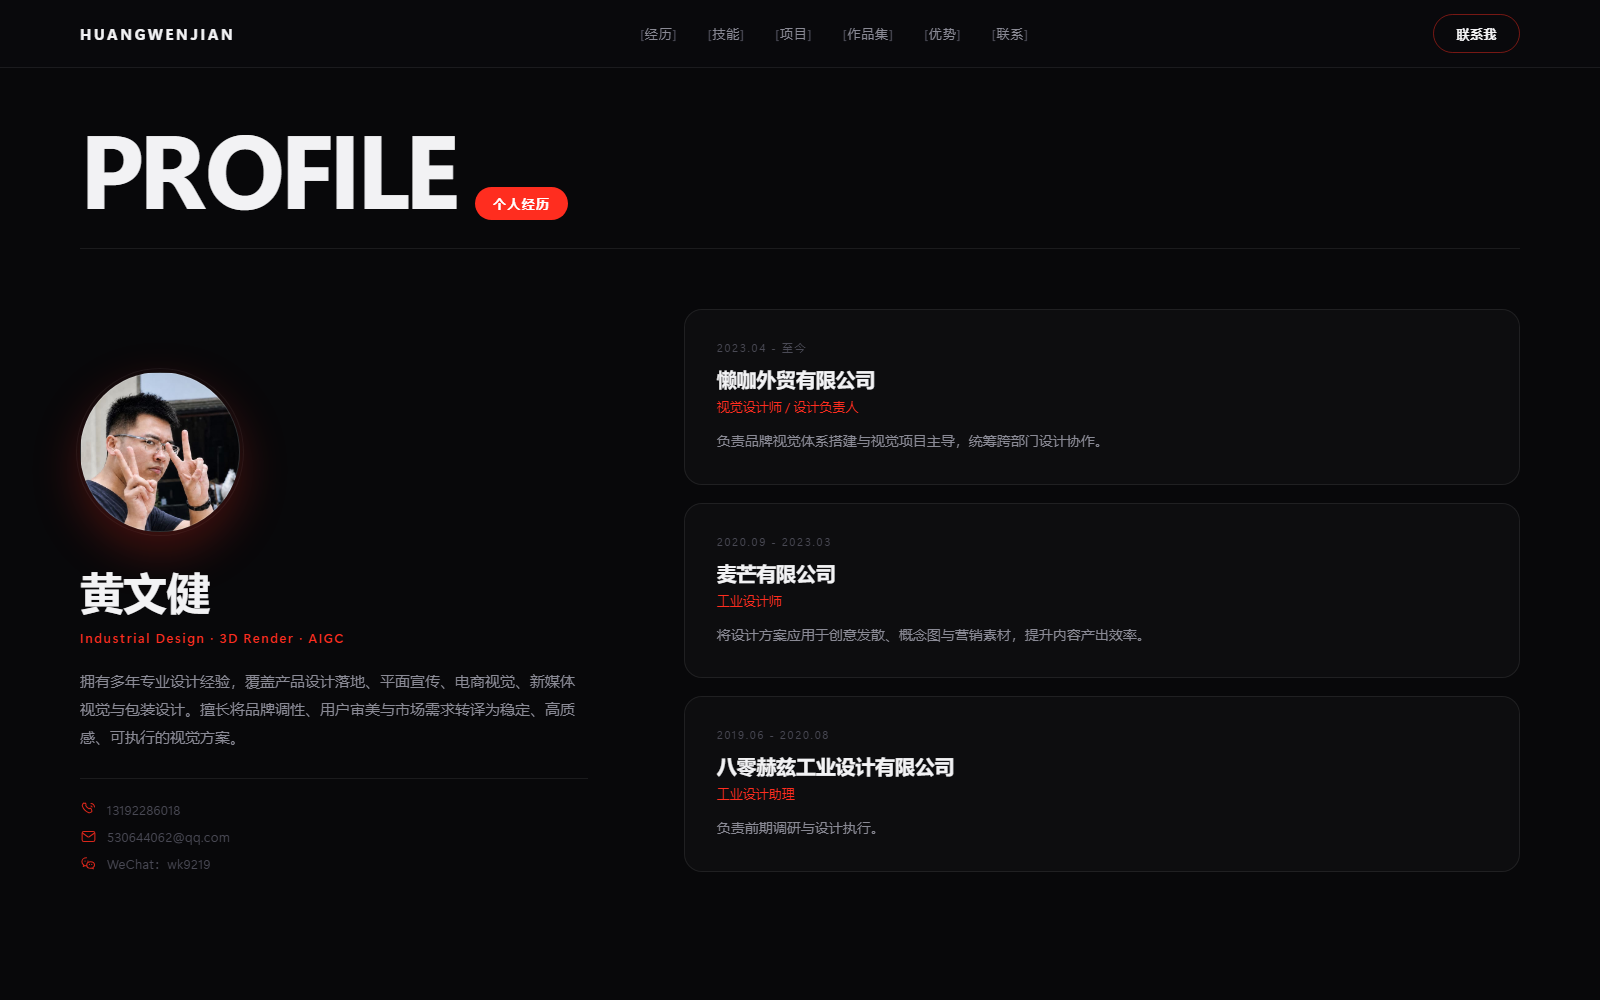 HUANGWENJIAN
[经历] [技能] [项目] [作品集] [优势] [联系]
联系我
PROFILE
个人经历
黄文健
Industrial Design · 3D Render · AIGC
拥有多年专业设计经验，覆盖产品设计落地、平面宣传、电商视觉、新媒体
视觉与包装设计。擅长将品牌调性、用户审美与市场需求转译为稳定、高质
感、可执行的视觉方案。
13192286018
530644062@qq.com
WeChat：wk9219
2023.04 - 至今
懒咖外贸有限公司
视觉设计师 / 设计负责人
负责品牌视觉体系搭建与视觉项目主导，统筹跨部门设计协作。
2020.09 - 2023.03
麦芒有限公司
工业设计师
将设计方案应用于创意发散、概念图与营销素材，提升内容产出效率。
2019.06 - 2020.08
八零赫兹工业设计有限公司
工业设计助理
负责前期调研与设计执行。